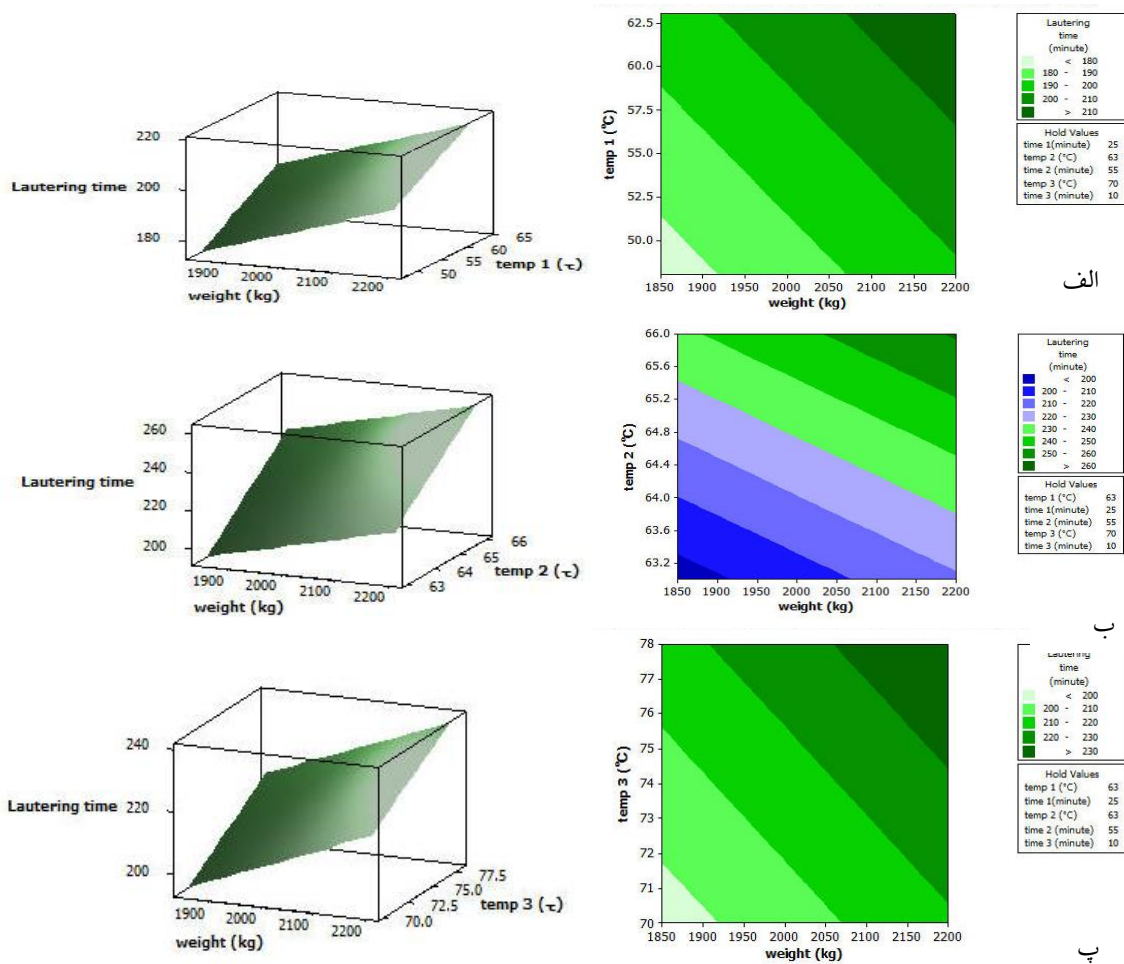 220
200
180
Lautering time
1900
2000
2100
2200
weight (kg)
50
55
60
65
temp 1 (τ)
62.5
60.0
57.5
55.0
52.5
50.0
temp 1 (°C)
1850 1900 1950 2000 2050 2100 2150 2200
weight (kg)
Lautering
time
(minute)
< 180
180 - 190
190 - 200
200 - 210
> 210
Hold Values
time 1(minute) 25
temp 2 (°C) 63
time 2 (minute) 55
temp 3 (°C) 70
time 3 (minute) 10
الف
260
240
220
200
Lautering time
1900
2000
2100
2200
weight (kg)
63
64
65
66
temp 2 (τ)
66.0
65.6
65.2
64.8
64.4
64.0
63.6
63.2
temp 2 (°C)
1850 1900 1950 2000 2050 2100 2150 2200
weight (kg)
Lautering
time
(minute)
< 200
200 - 210
210 - 220
220 - 230
230 - 240
240 - 250
250 - 260
> 260
Hold Values
temp 1 (°C) 63
time 1(minute) 25
time 2 (minute) 55
temp 3 (°C) 70
time 3 (minute) 10
ب
240
220
200
Lautering time
1900
2000
2100
2200
weight (kg)
70.0
72.5
75.0
77.5
temp 3 (τ)
78
77
76
75
74
73
72
71
70
temp 3 (°C)
1850 1900 1950 2000 2050 2100 2150 2200
weight (kg)
Lautering
time
(minute)
< 200
200 - 210
210 - 220
220 - 230
> 230
Hold Values
temp 1 (°C) 63
time 1(minute) 25
temp 2 (°C) 63
time 2 (minute) 55
time 3 (minute) 10
پ